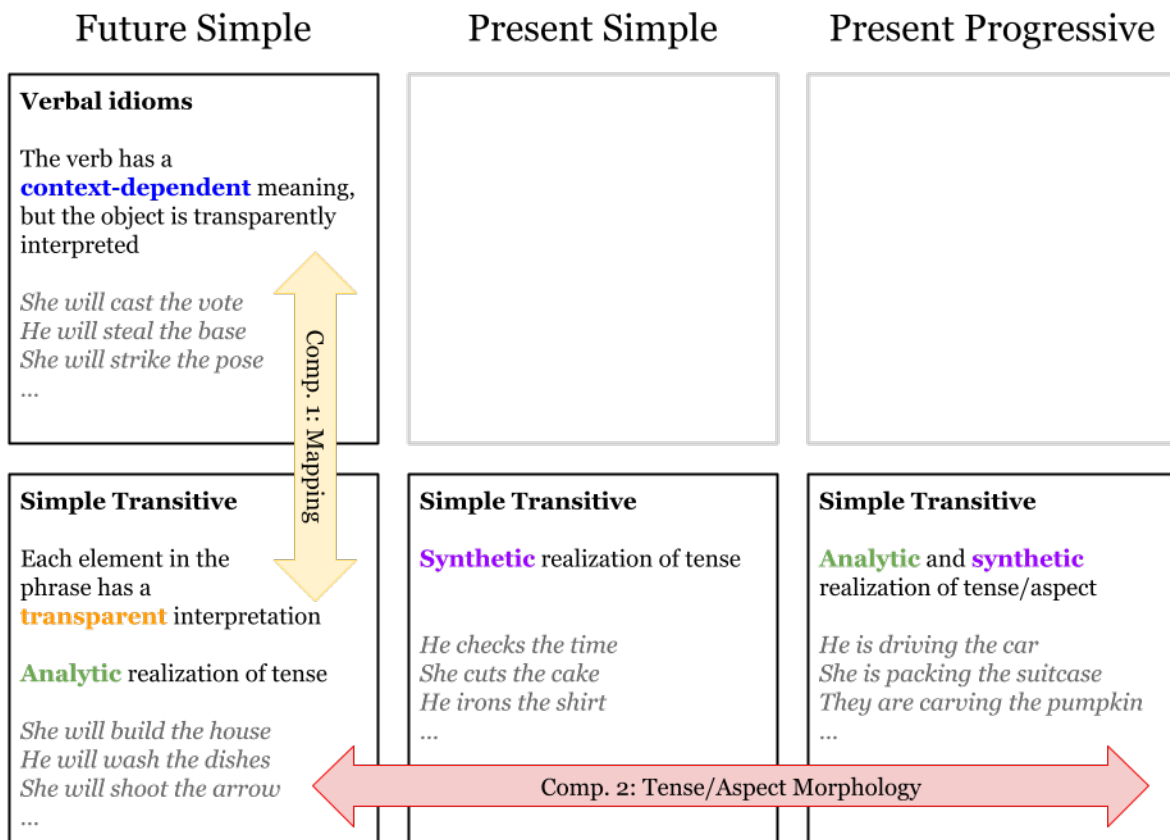 Future Simple
Present Simple
Present Progressive
Verbal idioms
The verb has a
context-dependent meaning,
but the object is transparently
interpreted
She will cast the vote
He will steal the base
She will strike the pose
...
Comp. 1: Mapping
Simple Transitive
Each element in the
phrase has a
transparent interpretation
Analytic realization of tense
She will build the house
He will wash the dishes
She will shoot the arrow
...
Simple Transitive
Synthetic realization of tense
He checks the time
She cuts the cake
He irons the shirt
...
Simple Transitive
Analytic and synthetic
realization of tense/aspect
He is driving the car
She is packing the suitcase
They are carving the pumpkin
...
Comp. 2: Tense/Aspect Morphology